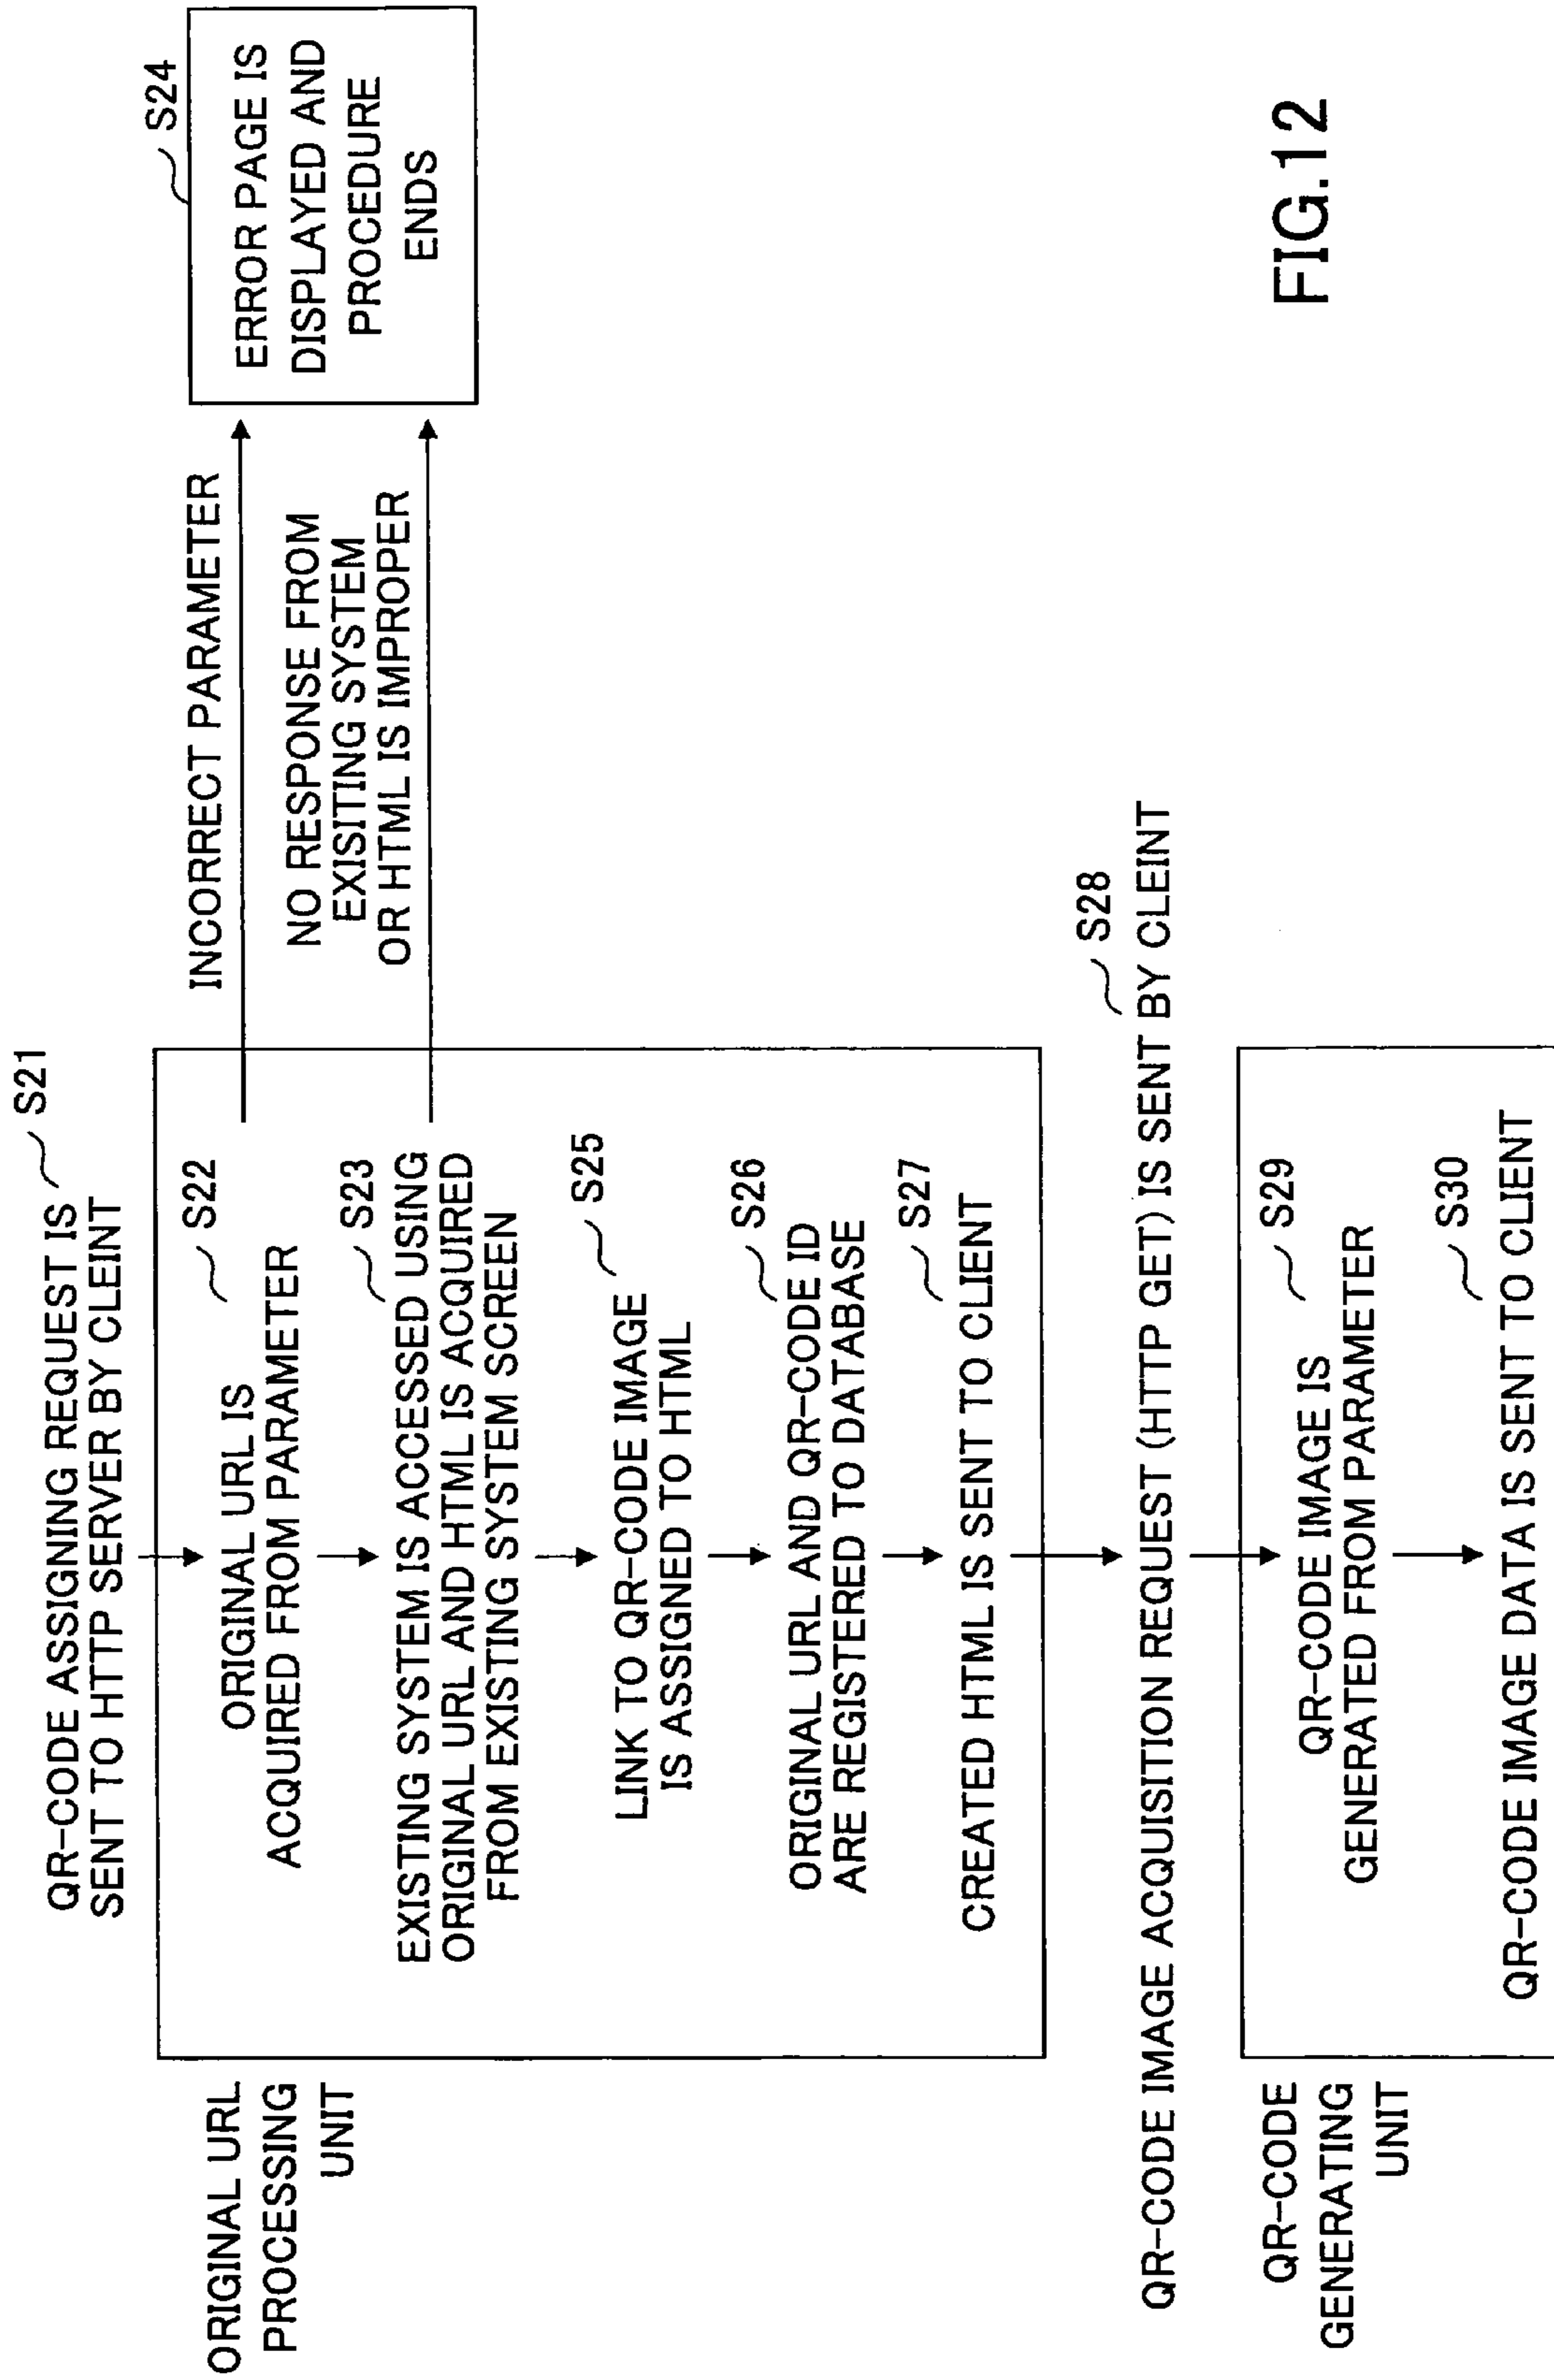 QR-CODE ASSIGNING REQUEST IS
SENT TO HTTP SERVER BY CLEINT
S21
ORIGINAL URL
PROCESSING
UNIT
S22
ORIGINAL URL IS
ACQUIRED FROM PARAMETER
INCORRECT PARAMETER
S23
EXISTING SYSTEM IS ACCESSED USING
ORIGINAL URL AND HTML IS ACQUIRED
FROM EXISTING SYSTEM SCREEN
NO RESPONSE FROM
EXISITING SYSTEM
OR HTML IS IMPROPER
S24
ERROR PAGE IS
DISPLAYED AND
PROCEDURE
ENDS
S25
LINK TO QR-CODE IMAGE
IS ASSIGNED TO HTML
S26
ORIGINAL URL AND QR-CODE ID
ARE REGISTERED TO DATABASE
S27
CREATED HTML IS SENT TO CLIENT
S28
QR-CODE IMAGE ACQUISITION REQUEST (HTTP GET) IS SENT BY CLEINT
QR-CODE
GENERATING
UNIT
S29
QR-CODE IMAGE IS
GENERATED FROM PARAMETER
S30
QR-CODE IMAGE DATA IS SENT TO CLIENT
FIG.12